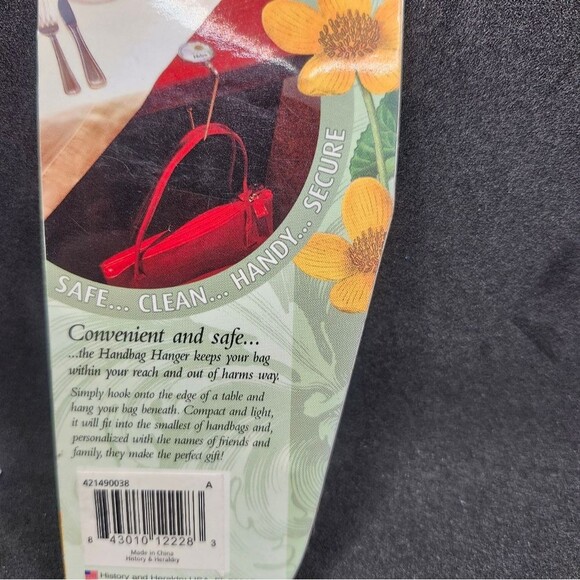 SAFE... CLEAN... HANDY... SECURE
Convenient and safe...
...the Handbag Hanger keeps your bag
within your reach and out of harms way.
Simply hook onto the edge of a table and
hang your bag beneath. Compact and light,
it will fit into the smallest of handbags and,
personalized with the names of friends and
family, they make the perfect gift!
421490038 A
6 43010 12228 3
Made in China
History & Heraldry
History and Heraldry USA